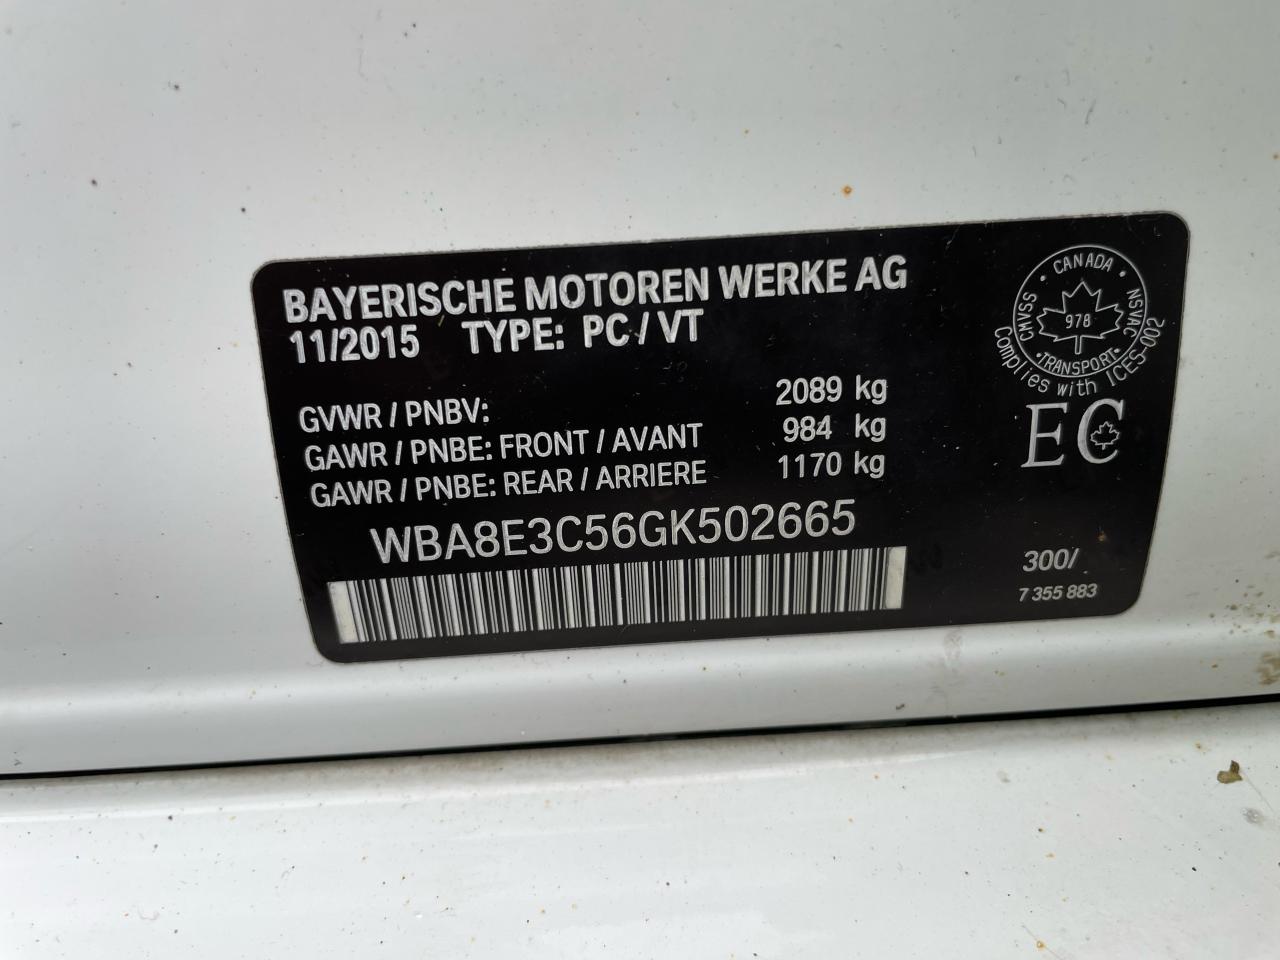 BAYERISCHE MOTOREN WERKE AG
11/2015 TYPE: PC/VT
GVWR / PNBV: 2089 kg
GAWR / PNBE: FRONT / AVANT 984 kg
GAWR / PNBE: REAR / ARRIERE 1170 kg
WBA8E3C56GK502665
CANADA
CMVSS 978 NSVAC
TRANSPORT
Complies with ICES-002
EC
300/
7 355 883